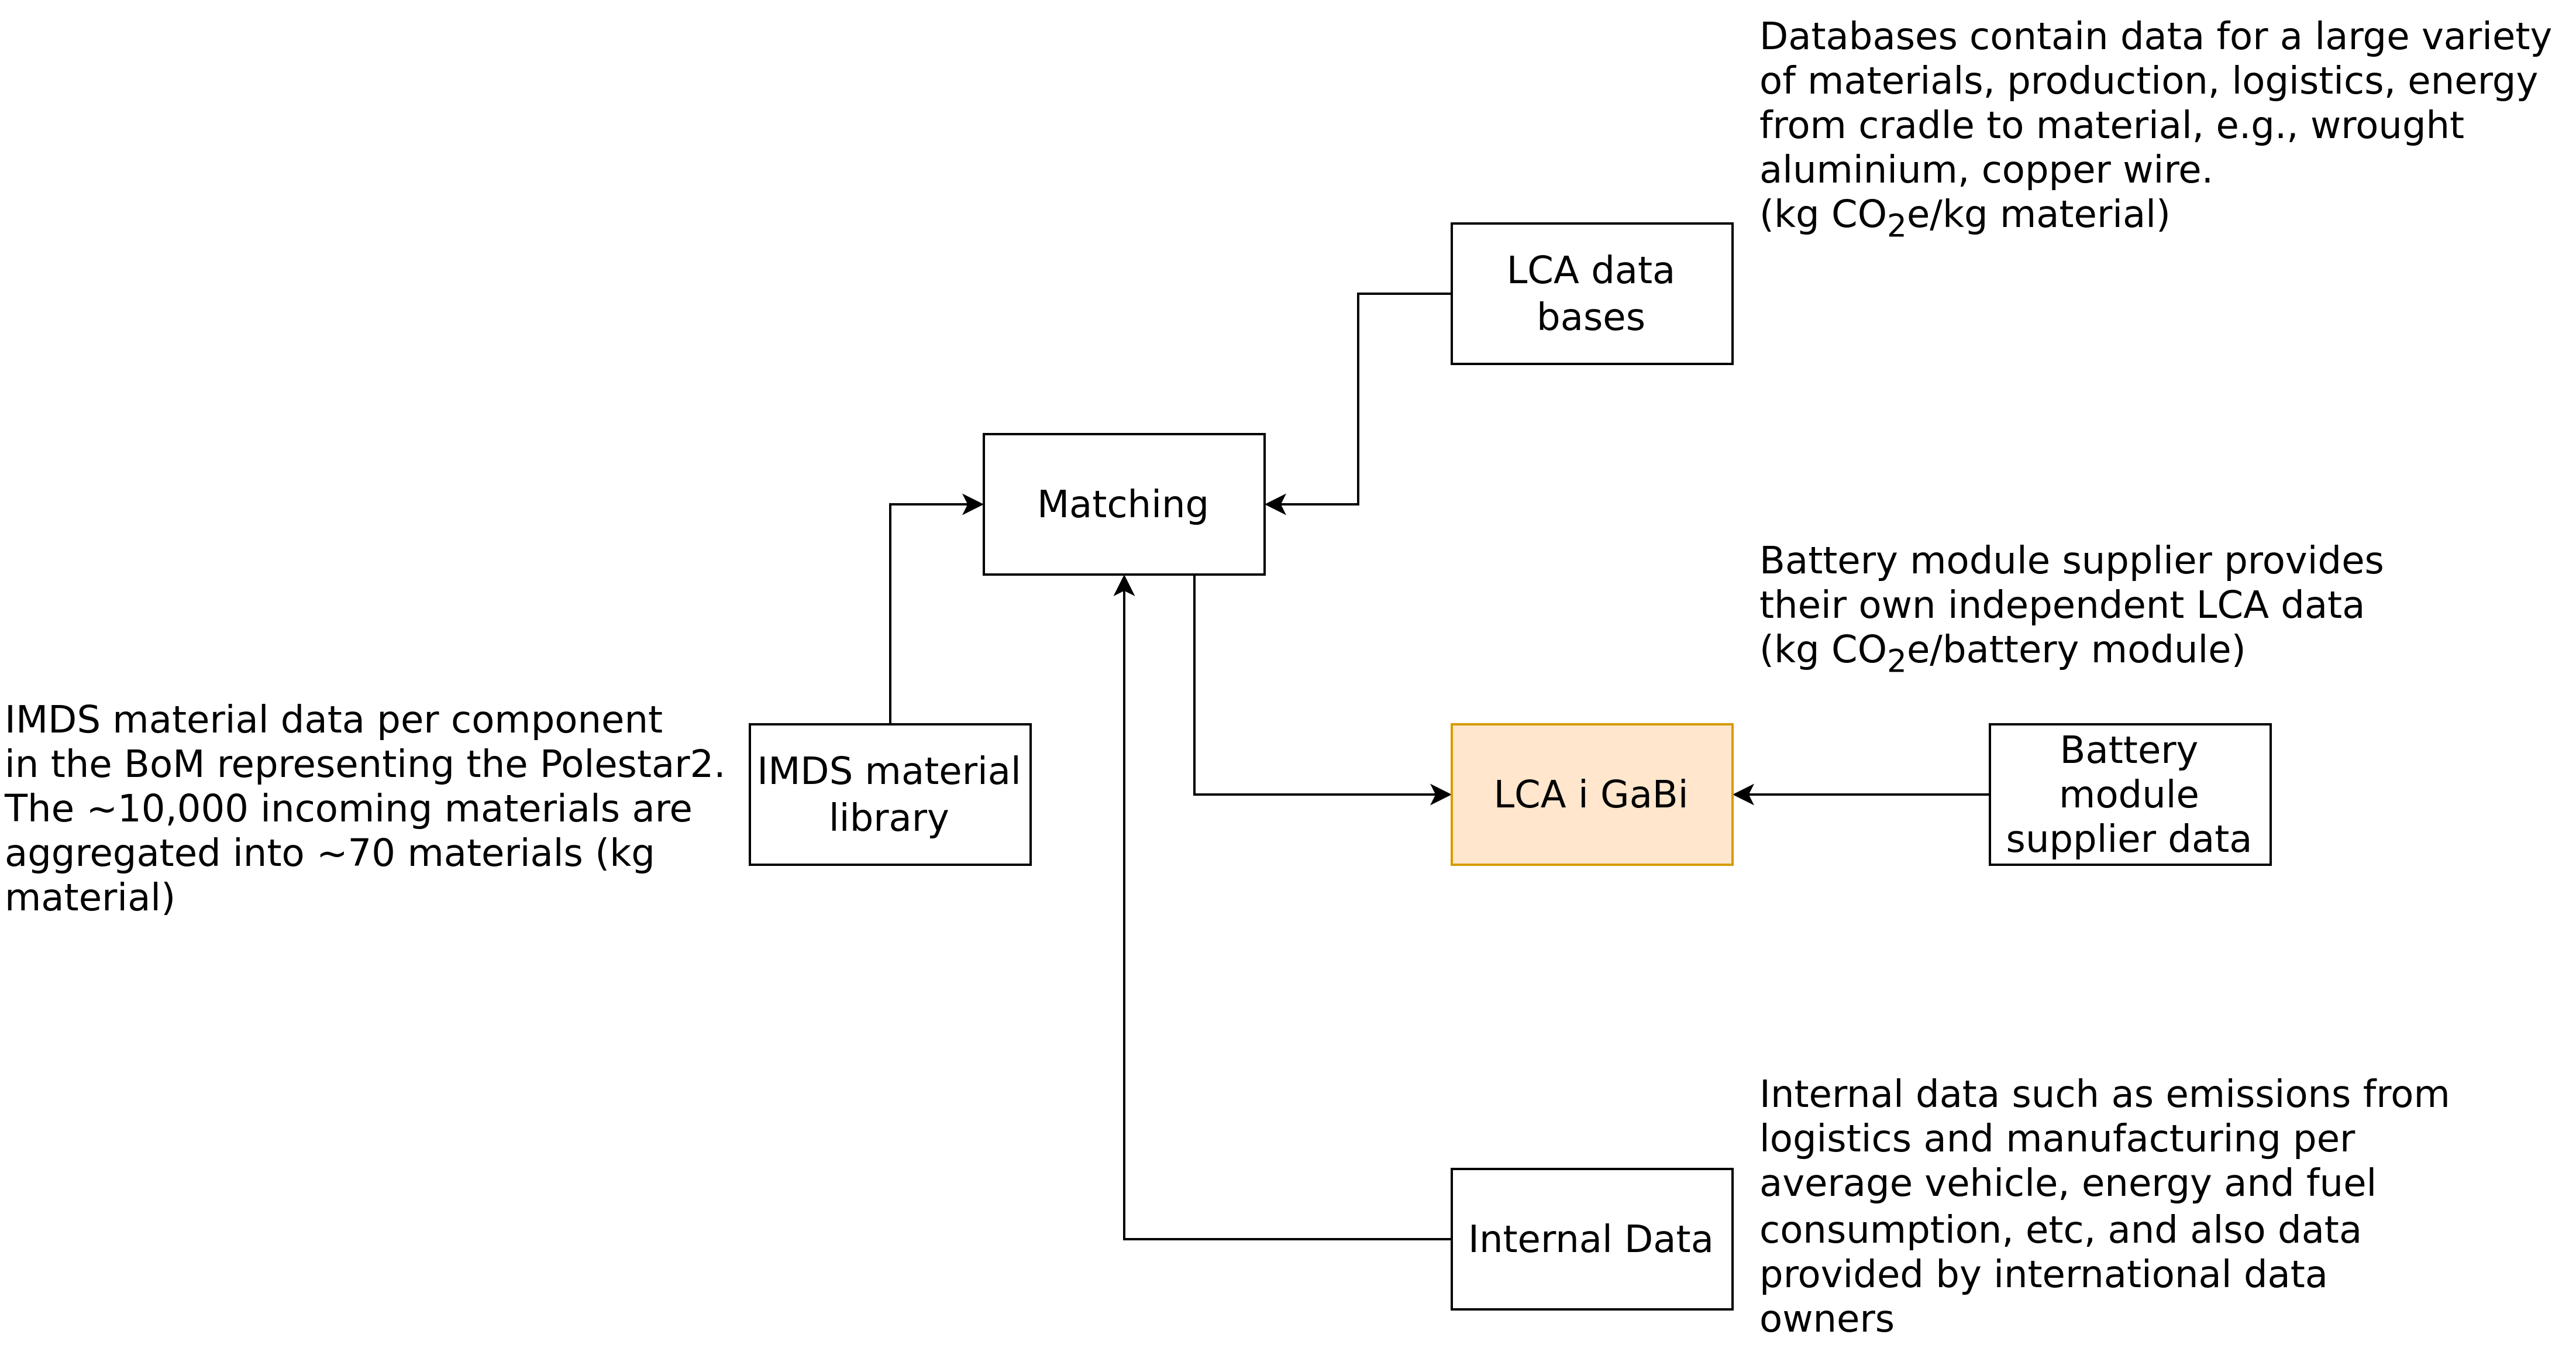 Databases contain data for a large variety
of materials, production, logistics, energy
from cradle to material, e.g., wrought
aluminium, copper wire.
(kg CO₂e/kg material)
LCA data
bases
Matching
Battery module supplier provides
their own independent LCA data
(kg CO₂e/battery module)
IMDS material data per component
in the BoM representing the Polestar2.
The ~10,000 incoming materials are
aggregated into ~70 materials (kg
material)
IMDS material
library
LCA i GaBi
Battery
module
supplier data
Internal data such as emissions from
logistics and manufacturing per
average vehicle, energy and fuel
consumption, etc, and also data
provided by international data
owners
Internal Data